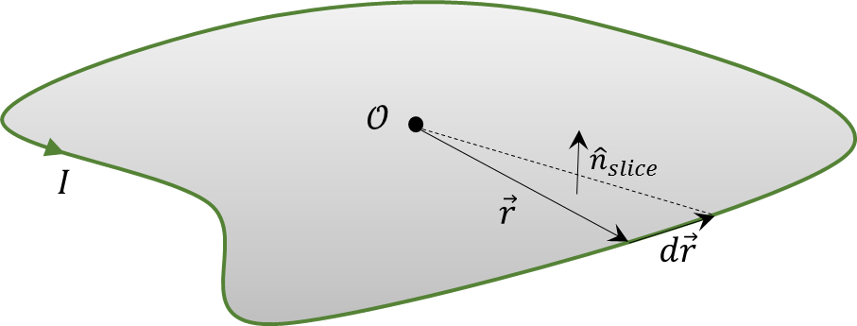 𝒪
n̂_slice
I
r⃗
dr⃗